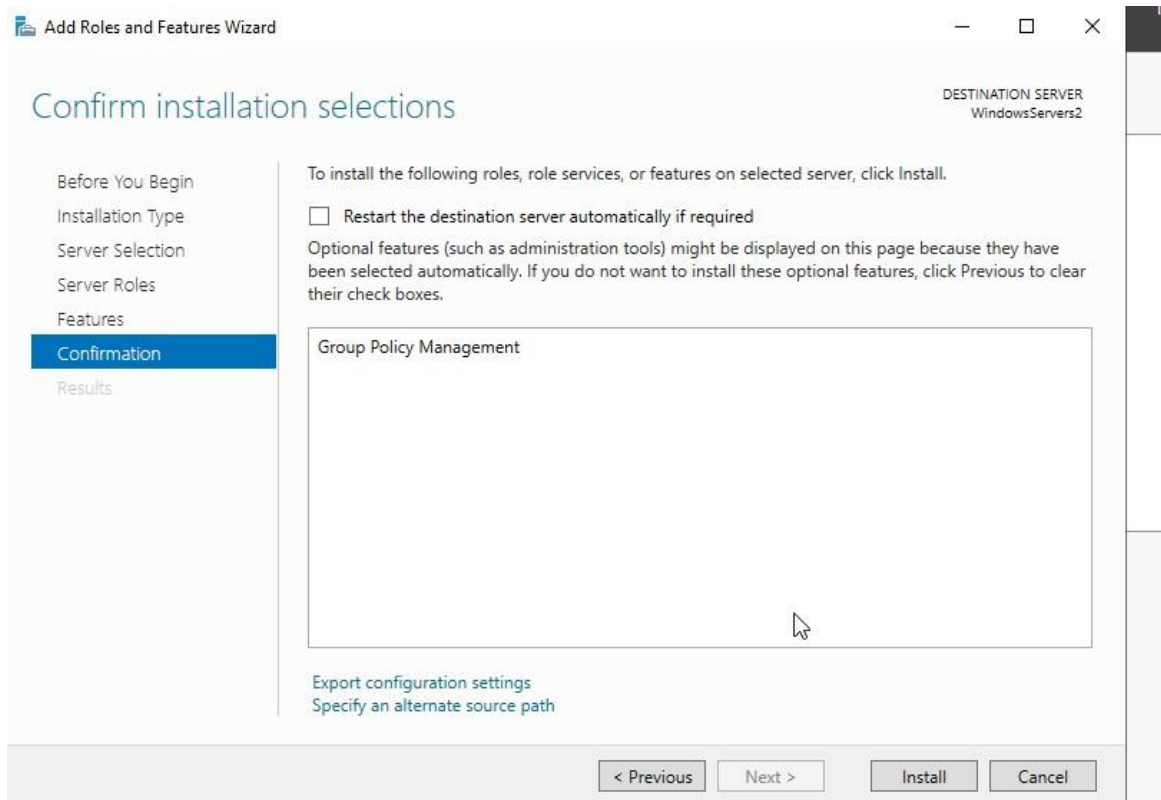 Add Roles and Features Wizard
Confirm installation selections
DESTINATION SERVER
WindowsServers2
Before You Begin
Installation Type
Server Selection
Server Roles
Features
Confirmation
Results
To install the following roles, role services, or features on selected server, click Install.
Restart the destination server automatically if required
Optional features (such as administration tools) might be displayed on this page because they have
been selected automatically. If you do not want to install these optional features, click Previous to clear
their check boxes.
Group Policy Management
Export configuration settings
Specify an alternate source path
< Previous
Next >
Install
Cancel